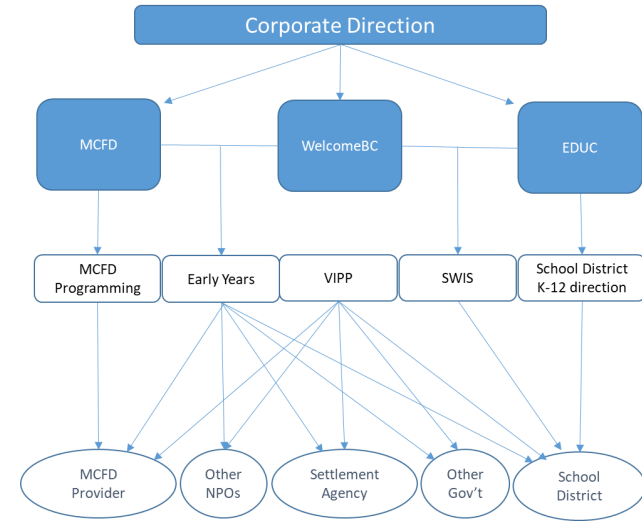 Corporate Direction
MCFD
WelcomeBC
EDUC
MCFD
Programming
Early Years
VIPP
SWIS
School District
K-12 direction
MCFD
Provider
Other
NPOs
Settlement
Agency
Other
Gov't
School
District